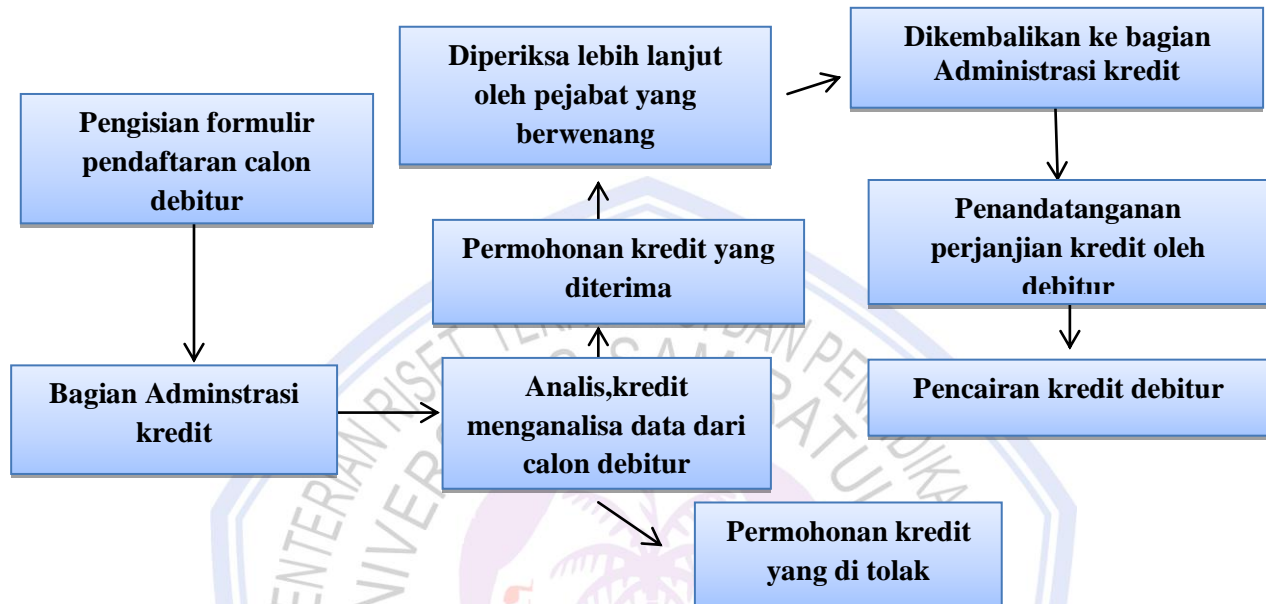 Pengisian formulir
pendaftaran calon
debitur
Bagian Adminstrasi
kredit
Analis,kredit
menganalisa data dari
calon debitur
Permohonan kredit
yang di tolak
Permohonan kredit yang
diterima
Diperiksa lebih lanjut
oleh pejabat yang
berwenang
Dikembalikan ke bagian
Administrasi kredit
Penandatanganan
perjanjian kredit oleh
debitur
Pencairan kredit debitur